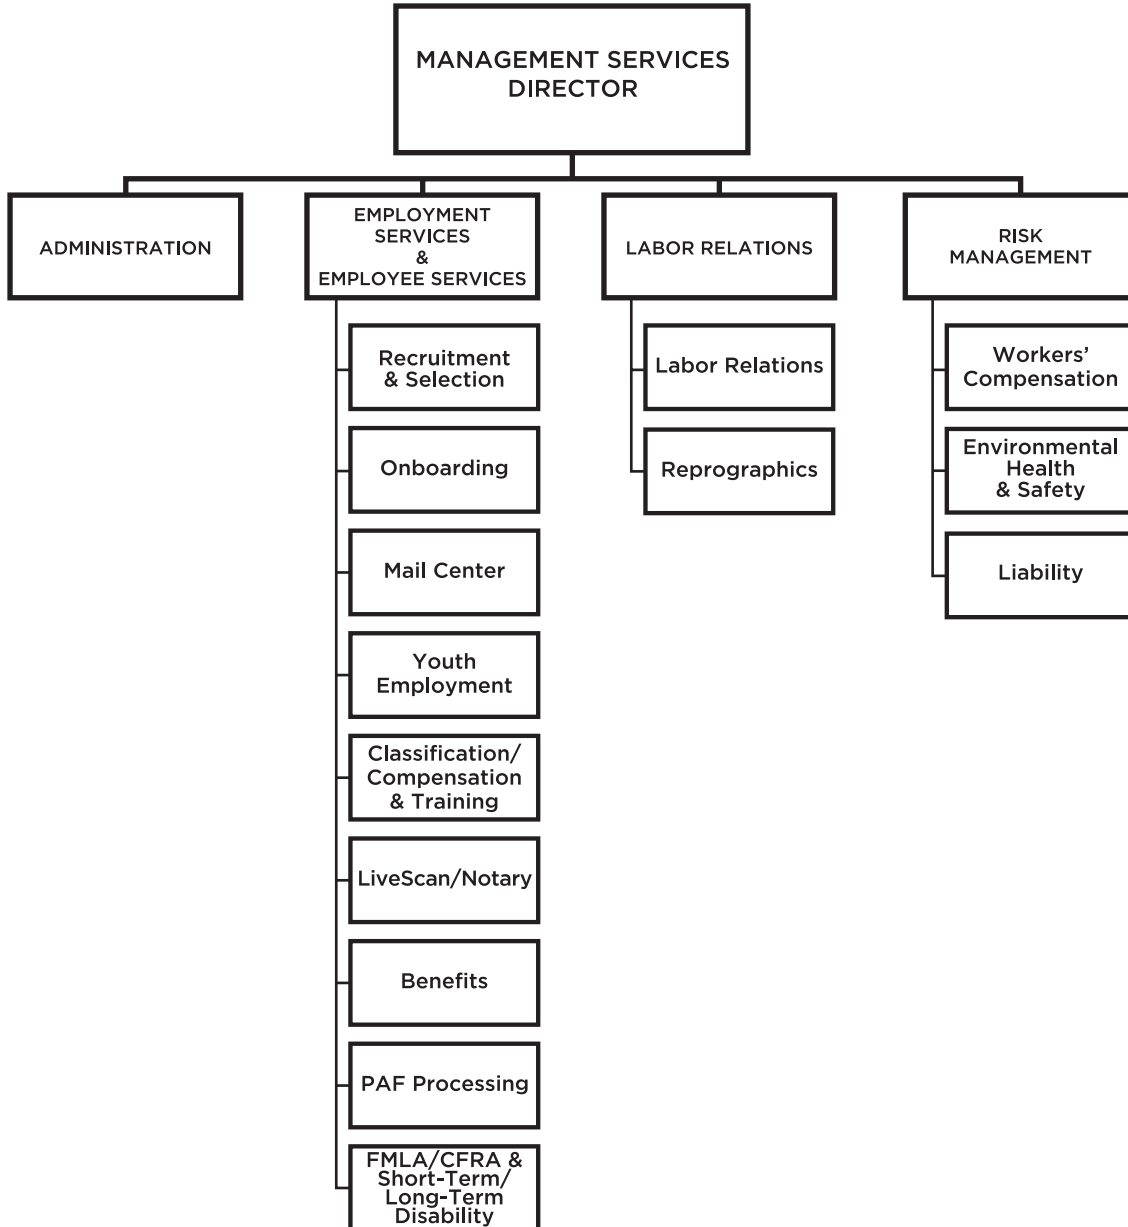 MANAGEMENT SERVICES
DIRECTOR
ADMINISTRATION
EMPLOYMENT
SERVICES
&
EMPLOYEE SERVICES
LABOR RELATIONS
RISK
MANAGEMENT
Recruitment
& Selection
Onboarding
Mail Center
Youth
Employment
Classification/
Compensation
& Training
LiveScan/Notary
Benefits
PAF Processing
FMLA/CFRA &
Short-Term/
Long-Term
Disability
Labor Relations
Reprographics
Workers’
Compensation
Environmental
Health
& Safety
Liability